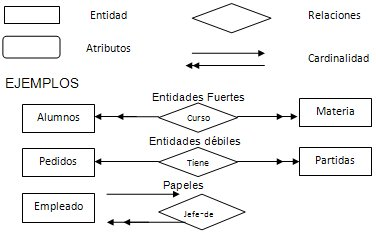 Entidad
Relaciones
Atributos
Cardinalidad
EJEMPLOS
Entidades Fuertes
Alumnos
Curso
Materia
Entidades débiles
Pedidos
Tiene
Partidas
Papeles
Empleado
Jefe-de